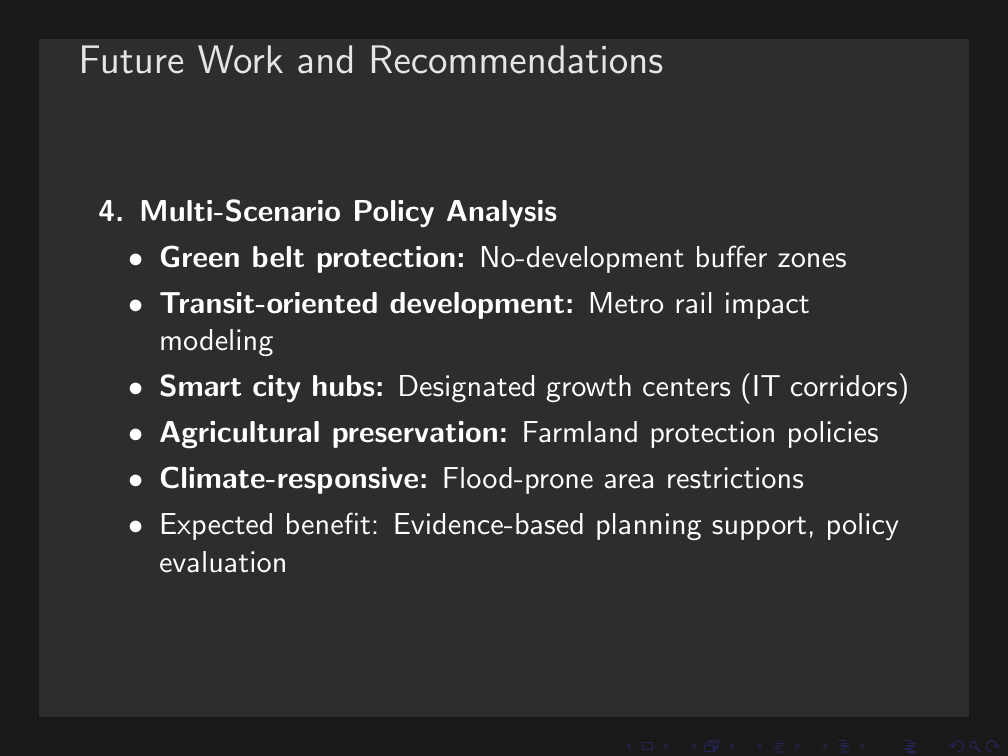 Future Work and Recommendations
4. Multi-Scenario Policy Analysis
• Green belt protection: No-development buffer zones
• Transit-oriented development: Metro rail impact
modeling
• Smart city hubs: Designated growth centers (IT corridors)
• Agricultural preservation: Farmland protection policies
• Climate-responsive: Flood-prone area restrictions
• Expected benefit: Evidence-based planning support, policy
evaluation